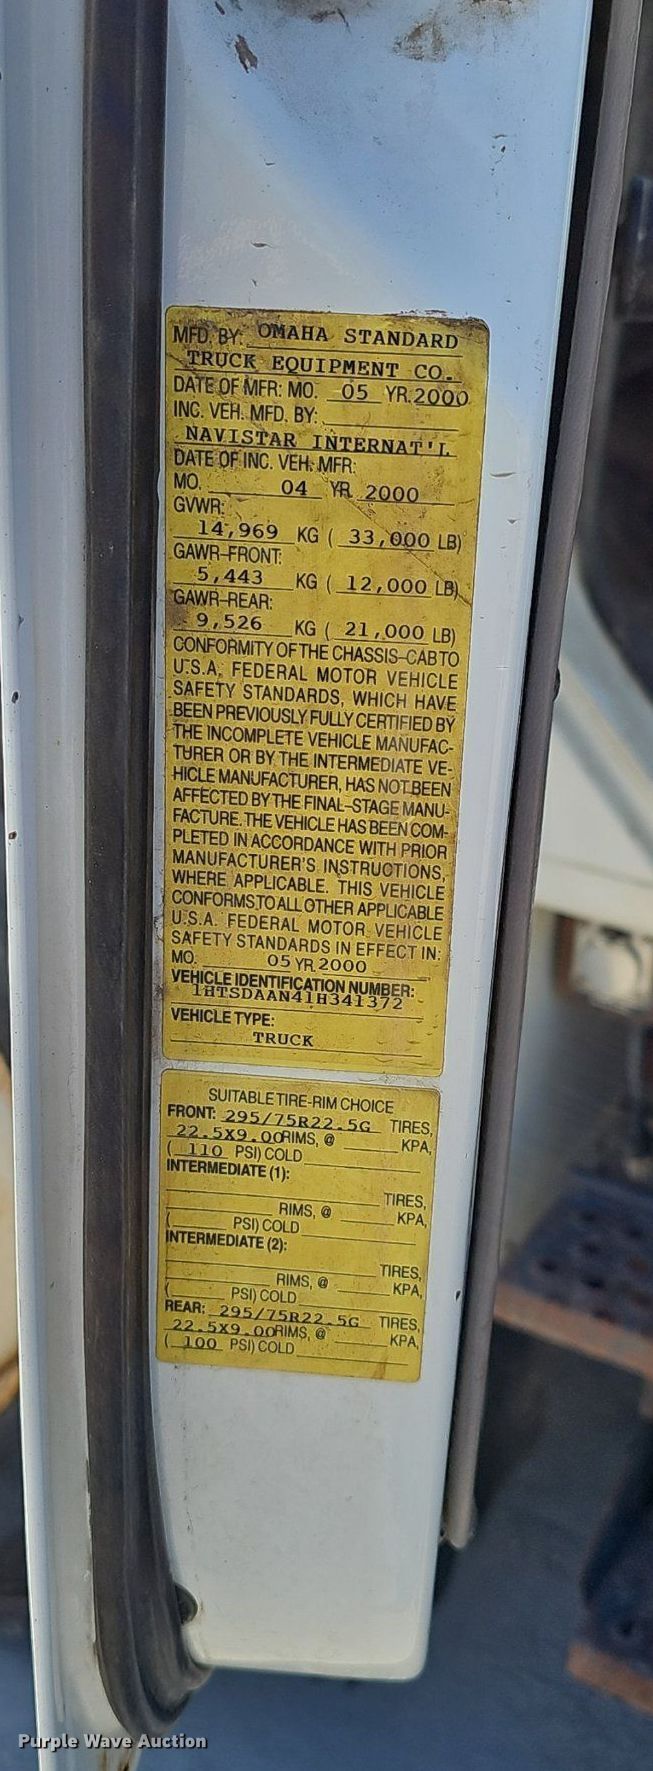 MFD. BY: OMAHA STANDARD
TRUCK EQUIPMENT CO.
DATE OF MFR: MO. 05 YR. 2000
INC. VEH. MFD. BY:
NAVISTAR INTERNAT'L
DATE OF INC. VEH. MFR:
MO. 04 YR 2000
GVWR:
14,969 KG ( 33,000 LB)
GAWR-FRONT:
5,443 KG ( 12,000 LB)
GAWR-REAR:
9,526 KG ( 21,000 LB)
CONFORMITY OF THE CHASSIS-CAB TO
U.S.A. FEDERAL MOTOR VEHICLE
SAFETY STANDARDS, WHICH HAVE
BEEN PREVIOUSLY FULLY CERTIFIED BY
THE INCOMPLETE VEHICLE MANUFAC-
TURER OR BY THE INTERMEDIATE VE-
HICLE MANUFACTURER, HAS NOT BEEN
AFFECTED BY THE FINAL-STAGE MANU-
FACTURE. THE VEHICLE HAS BEEN COM-
PLETED IN ACCORDANCE WITH PRIOR
MANUFACTURER'S INSTRUCTIONS,
WHERE APPLICABLE. THIS VEHICLE
CONFORMS TO ALL OTHER APPLICABLE
U.S.A. FEDERAL MOTOR VEHICLE
SAFETY STANDARDS IN EFFECT IN:
MO. 05 YR 2000
VEHICLE IDENTIFICATION NUMBER:
1HTSDAAN41H341372
VEHICLE TYPE:
TRUCK
SUITABLE TIRE-RIM CHOICE
FRONT: 295/75R22.5G TIRES,
22.5X9.00 RIMS, @ KPA,
( 110 PSI) COLD
INTERMEDIATE (1):
TIRES,
RIMS, @ KPA,
( PSI) COLD
INTERMEDIATE (2):
TIRES,
RIMS, @ KPA,
( PSI) COLD
REAR: 295/75R22.5G TIRES,
22.5X9.00 RIMS, @ KPA,
( 100 PSI) COLD
Purple Wave Auction